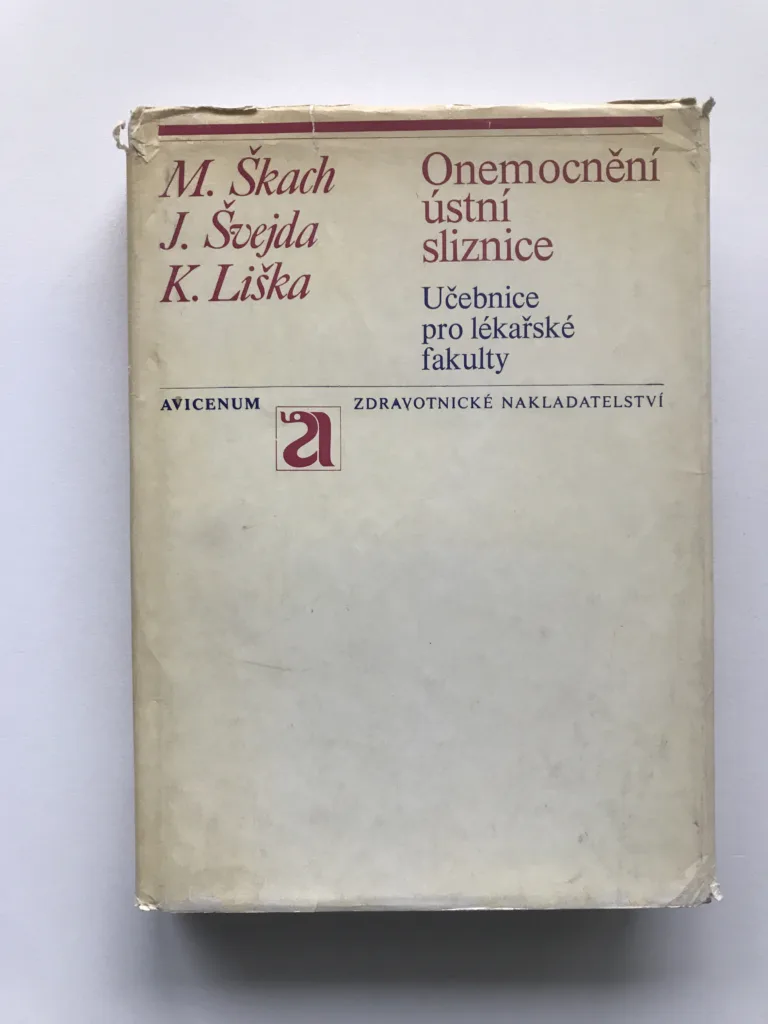 M. Škach
J. Švejda
K. Liška
Onemocnění
ústní
sliznice
Učebnice
pro lékařské
fakulty
AVICENUM
ZDRAVOTNICKÉ NAKLADATELSTVÍ